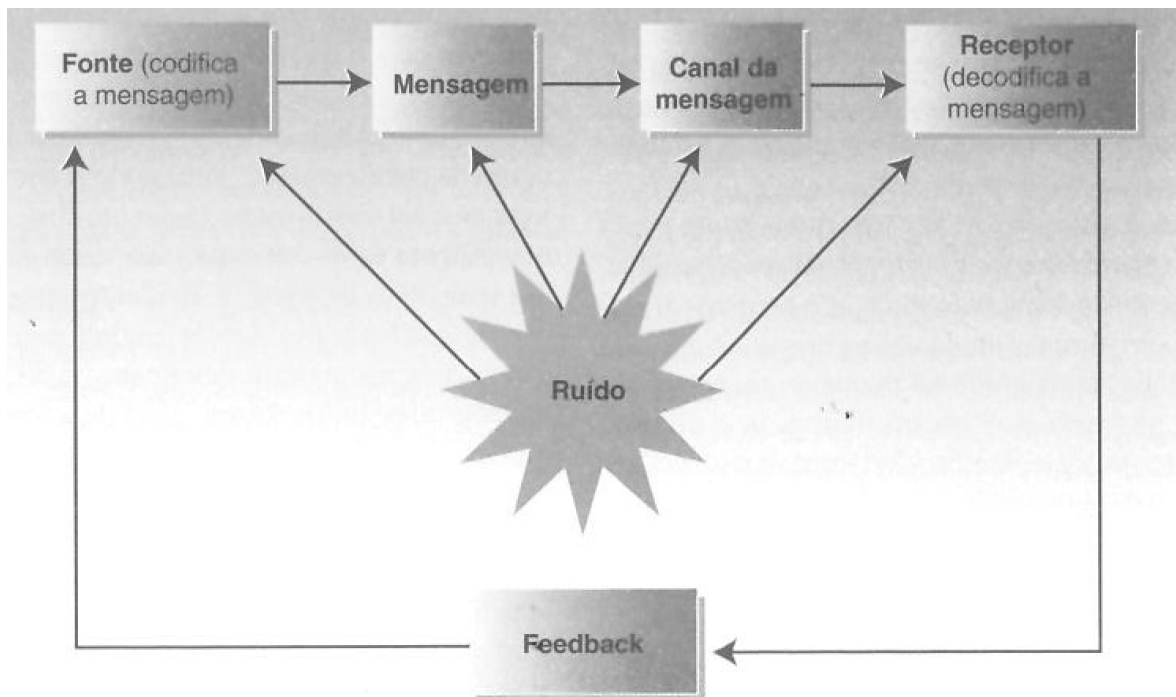 Fonte (codifica
a mensagem)
Mensagem
Canal da
mensagem
Receptor
(decodifica a
mensagem)
Ruído
Feedback